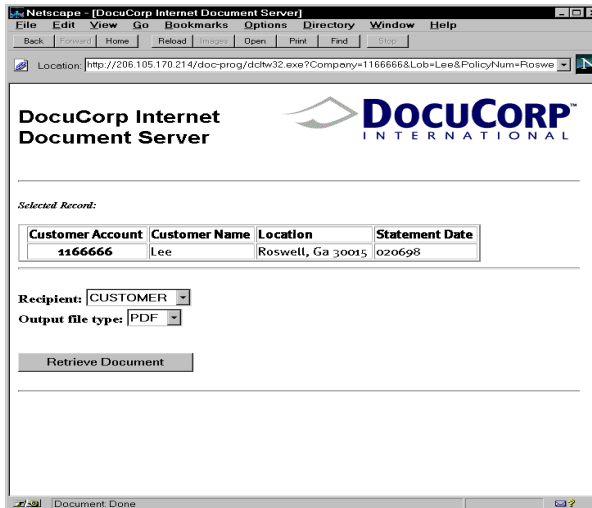 Netscape - [DocuCorp Internet Document Server]
File Edit View Go Bookmarks Options Directory Window Help
Back Forward Home Reload Images Open Print Find Stop
Location: http://206.105.170.214/doc-prog/dcltw32.exe?Company=1166666&Lob=Lee&PolicyNum=Roswe
N
DocuCorp Internet
Document Server
DOCUCORP™
INTERNATIONAL
Selected Record:
Customer Account Customer Name Location Statement Date
1166666 Lee Roswell, Ga 30015 020698
Recipient: CUSTOMER
Output file type: PDF
Retrieve Document
Document: Done